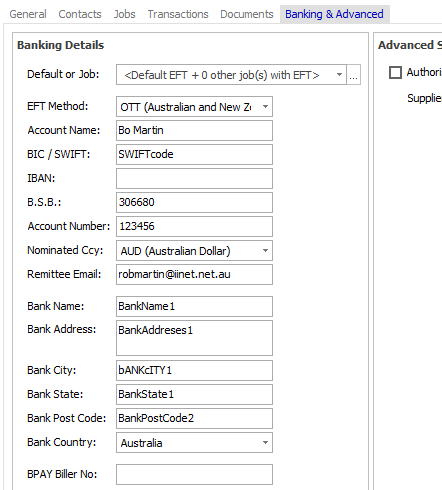 General Contacts Jobs Transactions Documents Banking & Advanced
Banking Details
Default or Job: <Default EFT + 0 other job(s) with EFT> ...
EFT Method: OTT (Australian and New Ze
Account Name: Bo Martin
BIC / SWIFT: SWIFTcode
IBAN:
B.S.B.: 306680
Account Number: 123456
Nominated Ccy: AUD (Australian Dollar)
Remittee Email: robmartin@iinet.net.au
Bank Name: BankName1
Bank Address: BankAddreses1
Bank City: bANKcITY1
Bank State: BankState1
Bank Post Code: BankPostCode2
Bank Country: Australia
BPAY Biller No:
Advanced S
Authori
Supplie